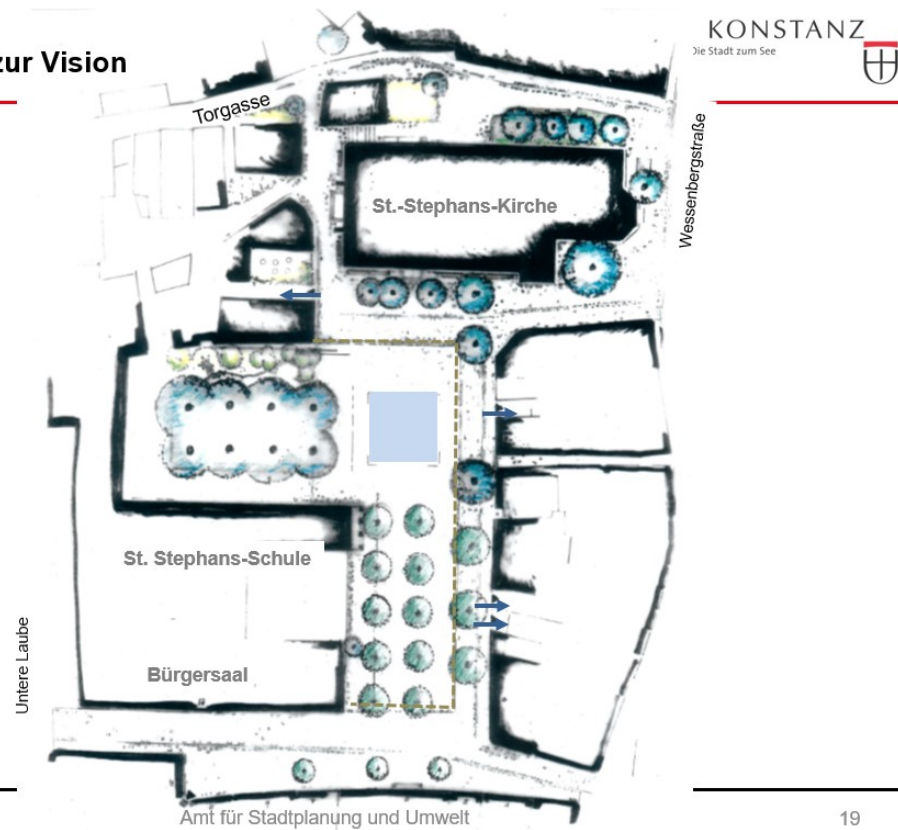 zur Vision
KONSTANZ
Die Stadt zum See
Torgasse
Wessenbergstraße
St.-Stephans-Kirche
St. Stephans-Schule
Untere Laube
Bürgersaal
Amt für Stadtplanung und Umwelt
19